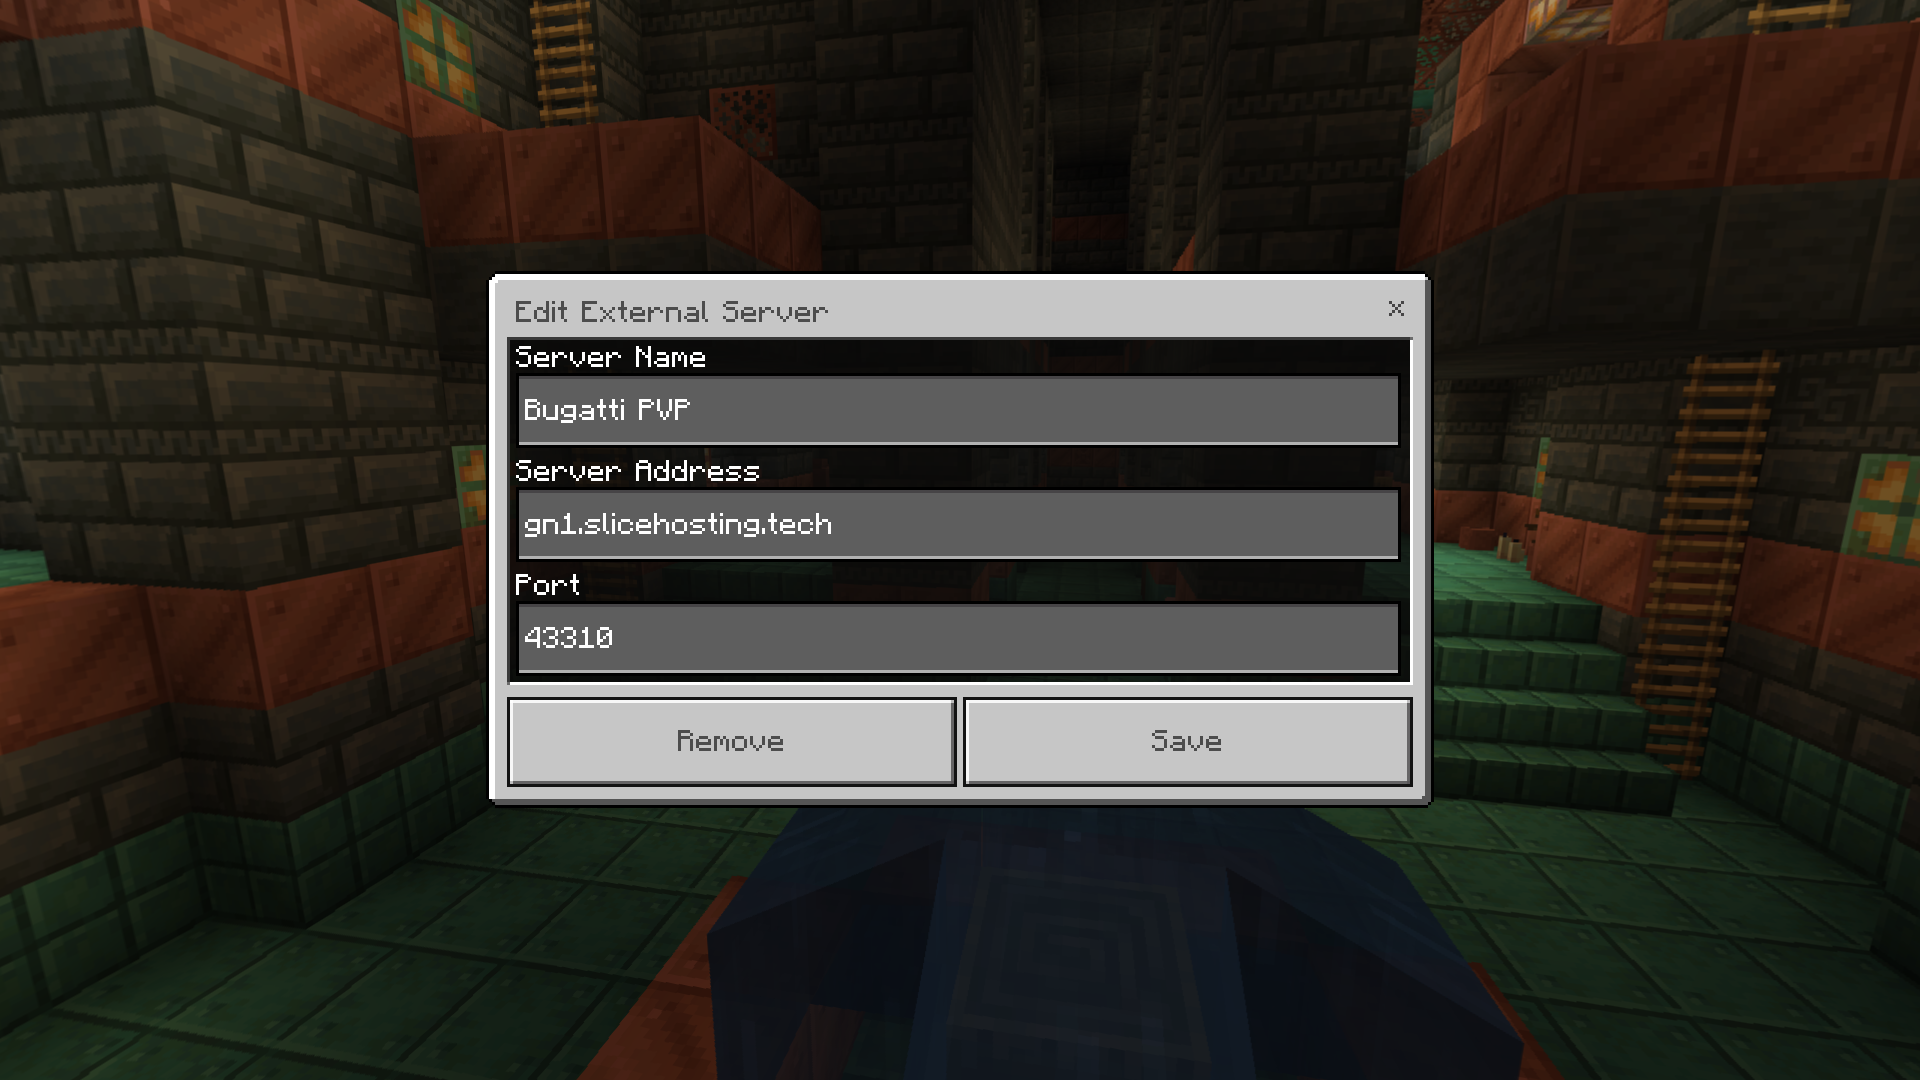 Edit External Server
Server Name
Bugatti PVP
Server Address
gn1.slicehosting.tech
Port
43310
Remove
Save